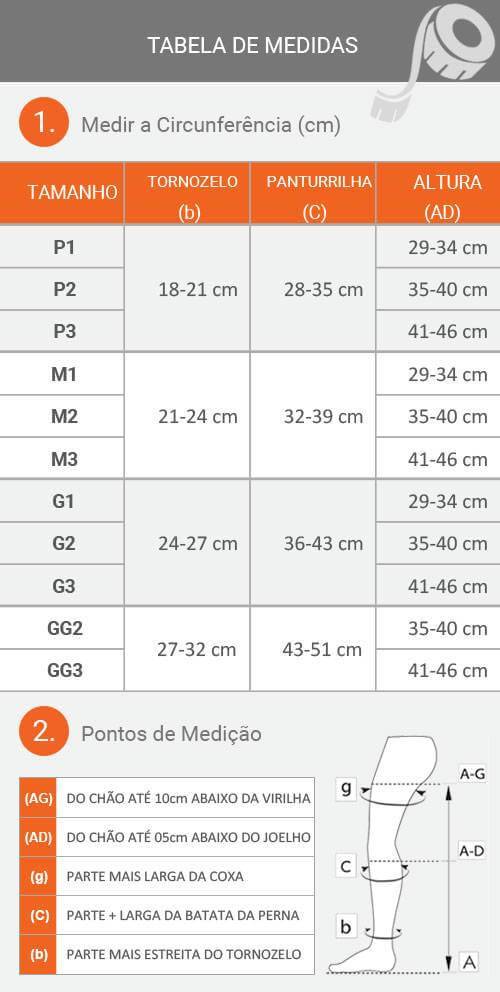 TABELA DE MEDIDAS
1. Medir a Circunferência (cm)
TAMANHO TORNOZELO (b) PANTURRILHA (C) ALTURA (AD)
P1 29-34 cm
P2 18-21 cm 28-35 cm 35-40 cm
P3 41-46 cm
M1 29-34 cm
M2 21-24 cm 32-39 cm 35-40 cm
M3 41-46 cm
G1 29-34 cm
G2 24-27 cm 36-43 cm 35-40 cm
G3 41-46 cm
GG2 35-40 cm
27-32 cm 43-51 cm
GG3 41-46 cm
2. Pontos de Medição
(AG) DO CHÃO ATÉ 10cm ABAIXO DA VIRILHA
(AD) DO CHÃO ATÉ 05cm ABAIXO DO JOELHO
(g) PARTE MAIS LARGA DA COXA
(C) PARTE + LARGA DA BATATA DA PERNA
(b) PARTE MAIS ESTREITA DO TORNOZELO
A-G
g
A-D
C
b
A